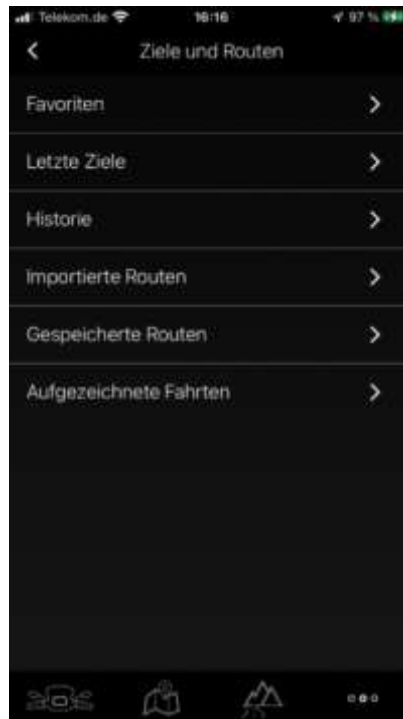 Telekom.de 16:16 97 %
Ziele und Routen
Favoriten
Letzte Ziele
Historie
Importierte Routen
Gespeicherte Routen
Aufgezeichnete Fahrten